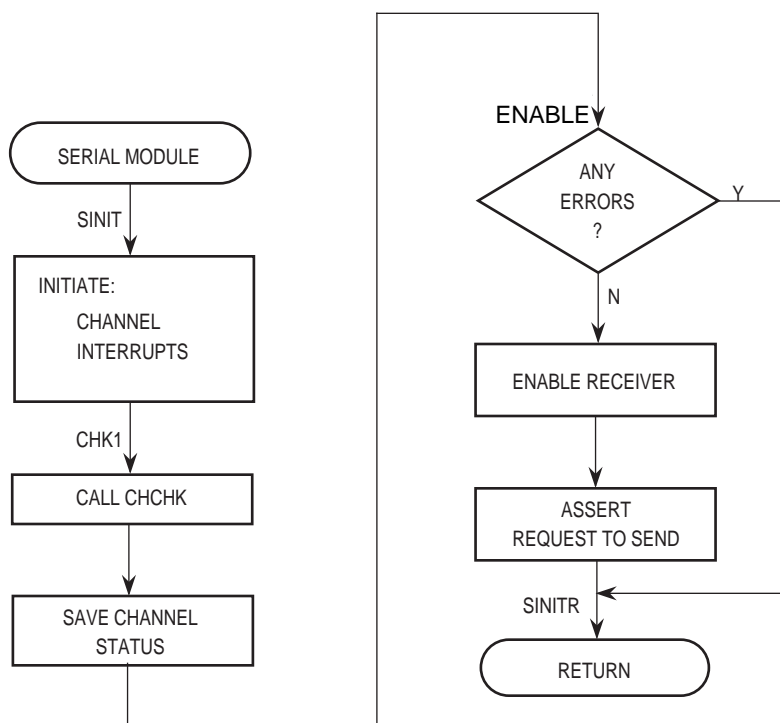 SERIAL MODULE
SINIT
INITIATE:
CHANNEL
INTERRUPTS
CHK1
CALL CHCHK
SAVE CHANNEL
STATUS
ENABLE
ANY
ERRORS
?
Y
N
ENABLE RECEIVER
ASSERT
REQUEST TO SEND
SINITR
RETURN